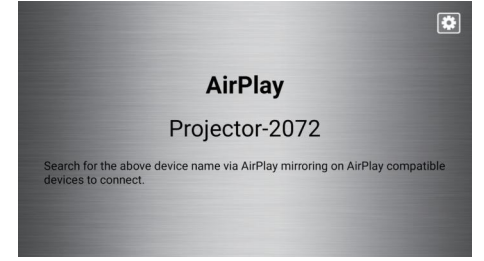 AirPlay
Projector-2072
Search for the above device name via AirPlay mirroring on AirPlay compatible
devices to connect.